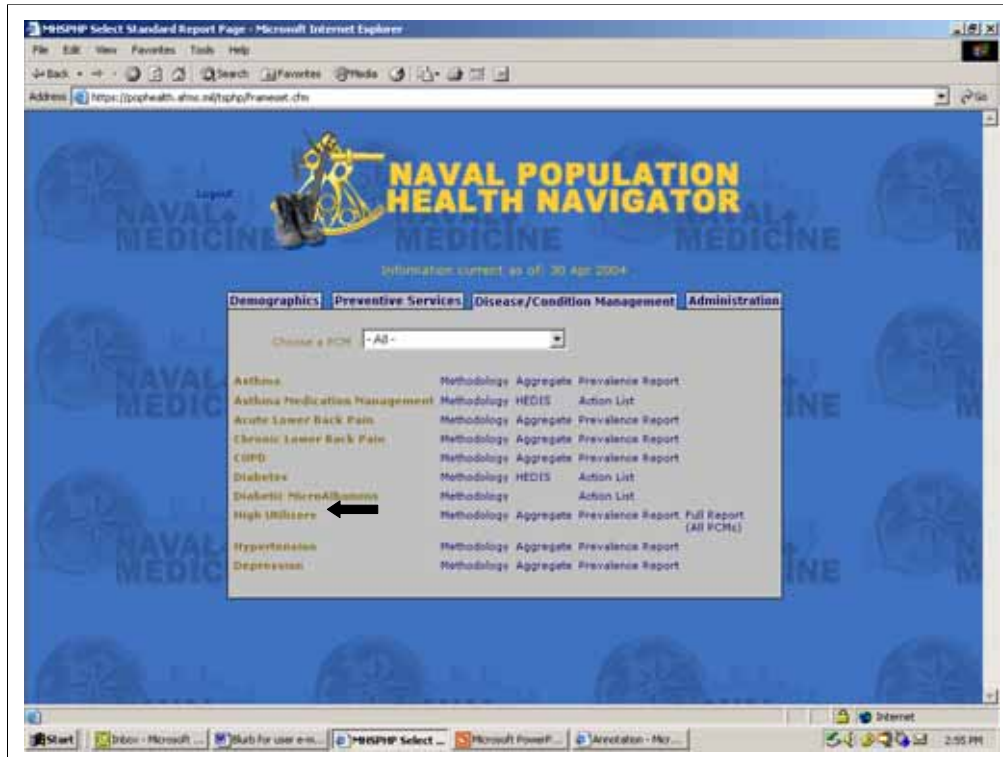 MHSPHP Select Standard Report Page - Microsoft Internet Explorer
File Edit View Favorites Tools Help
Back Search Favorites Media
Address https://pophealth.afms.mil/tsphp/frameset.cfm Go
NAVAL POPULATION
HEALTH NAVIGATOR
Logout
NAVAL
MEDICINE
Information current as of: 30 Apr 2004
Demographics Preventive Services Disease/Condition Management Administration
Choose a PCM - All -
Asthma Methodology Aggregate Prevalence Report
Asthma Medication Management Methodology HEDIS Action List
Acute Lower Back Pain Methodology Aggregate Prevalence Report
Chronic Lower Back Pain Methodology Aggregate Prevalence Report
COPD Methodology Aggregate Prevalence Report
Diabetes Methodology HEDIS Action List
Diabetic Methodology Action List
High Utilizers Methodology Aggregate Prevalence Report Full Report
(All PCMs)
Hypertension Methodology Aggregate Prevalence Report
Depression Methodology Aggregate Prevalence Report
Internet
Start Inbox - Microsoft ... Blurb for user e-m... MHSPHP Select ... Microsoft PowerP... Annotation - Micr... 2:55 PM